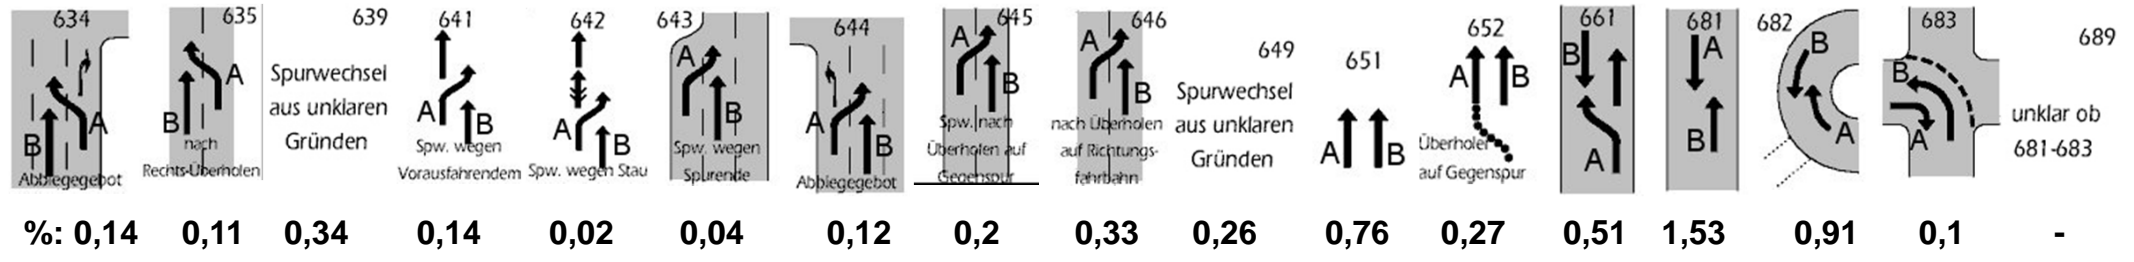 634
A
B
Abbiegegebot
635
A
B
nach
Rechts-Überholen
639
Spurwechsel
aus unklaren
Gründen
641
A
B
Spw. wegen
Vorausfahrendem
642
A
B
Spw. wegen Stau
643
A
B
Spw. wegen
Spurende
644
A
B
Abbiegegebot
645
A
B
Spw. nach
Überholen auf
Gegenspur
646
A
B
nach Überholen
auf Richtungs-
fahrbahn
649
Spurwechsel
aus unklaren
Gründen
651
A B
652
A B
Überholer
auf Gegenspur
661
B
A
681
A
B
682
B
A
683
B
A
689
unklar ob
681-683
%: 0,14 0,11 0,34 0,14 0,02 0,04 0,12 0,2 0,33 0,26 0,76 0,27 0,51 1,53 0,91 0,1 -